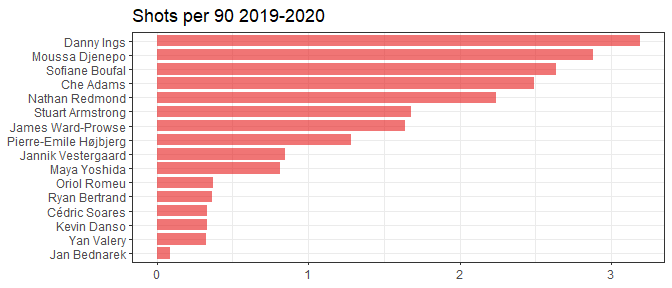 Shots per 90 2019-2020
Danny Ings
Moussa Djenepo
Sofiane Boufal
Che Adams
Nathan Redmond
Stuart Armstrong
James Ward-Prowse
Pierre-Emile Højbjerg
Jannik Vestergaard
Maya Yoshida
Oriol Romeu
Ryan Bertrand
Cédric Soares
Kevin Danso
Yan Valery
Jan Bednarek
0 1 2 3